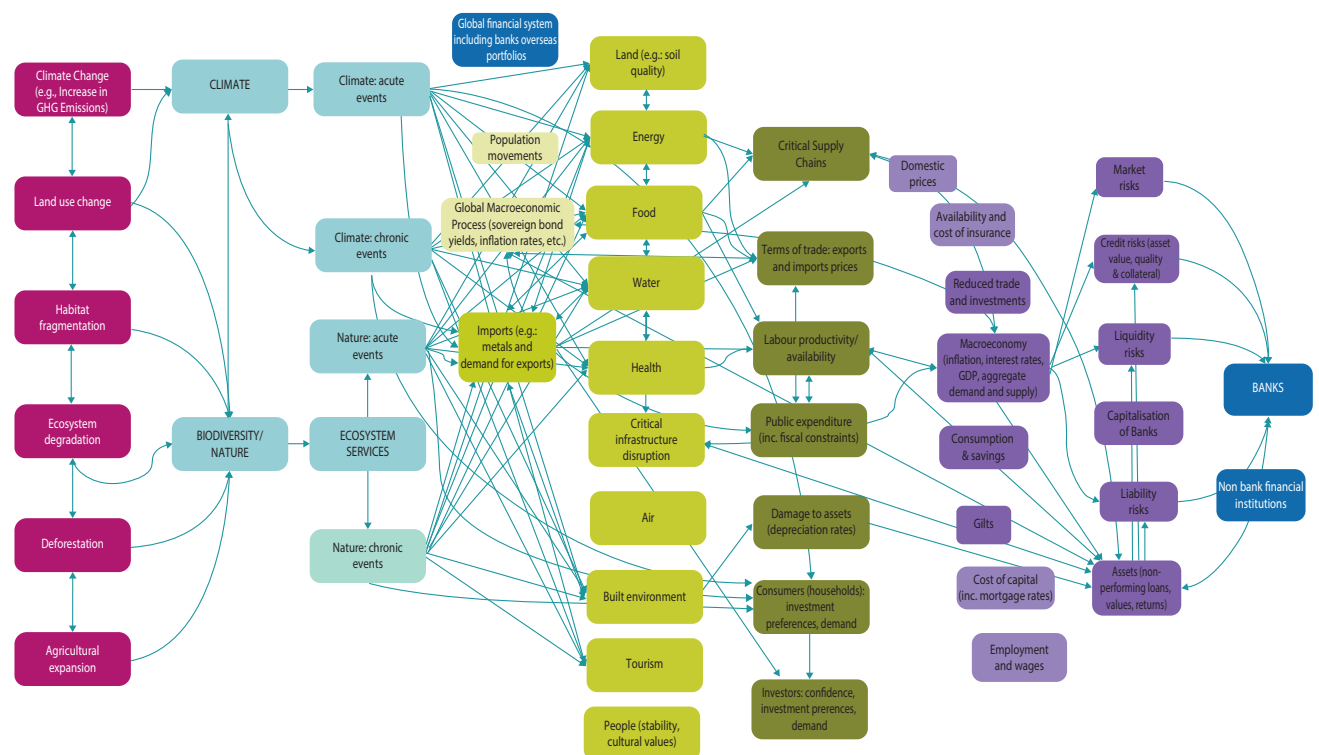 Climate Change
(e.g., Increase in
GHG Emissions)
Land use change
Habitat
fragmentation
Ecosystem
degradation
Deforestation
Agricultural
expansion
CLIMATE
BIODIVERSITY/
NATURE
Climate: acute
events
Climate: chronic
events
Nature: acute
events
ECOSYSTEM
SERVICES
Nature: chronic
events
Global financial system
including banks overseas
portfolios
Population
movements
Global Macroeconomic
Process (sovereign bond
yields, inflation rates, etc.)
Imports (e.g.:
metals and
demand for exports)
Land (e.g.: soil
quality)
Energy
Food
Water
Health
Critical
infrastructure
disruption
Air
Built environment
Tourism
People (stability,
cultural values)
Critical Supply
Chains
Terms of trade: exports
and imports prices
Labour productivity/
availability
Public expenditure
(inc. fiscal constraints)
Damage to assets
(depreciation rates)
Consumers (households):
investment
preferences, demand
Investors: confidence,
investment prerences,
demand
Domestic
prices
Availability and
cost of insurance
Reduced trade
and investments
Macroeconomy
(inflation, interest rates,
GDP, aggregate
demand and supply)
Consumption
& savings
Gilts
Cost of capital
(inc. mortgage rates)
Employment
and wages
Market
risks
Credit risks (asset
value, quality
& collateral)
Liquidity
risks
Capitalisation
of Banks
Liability
risks
Assets (non-
performing loans,
values, returns)
BANKS
Non bank financial
institutions